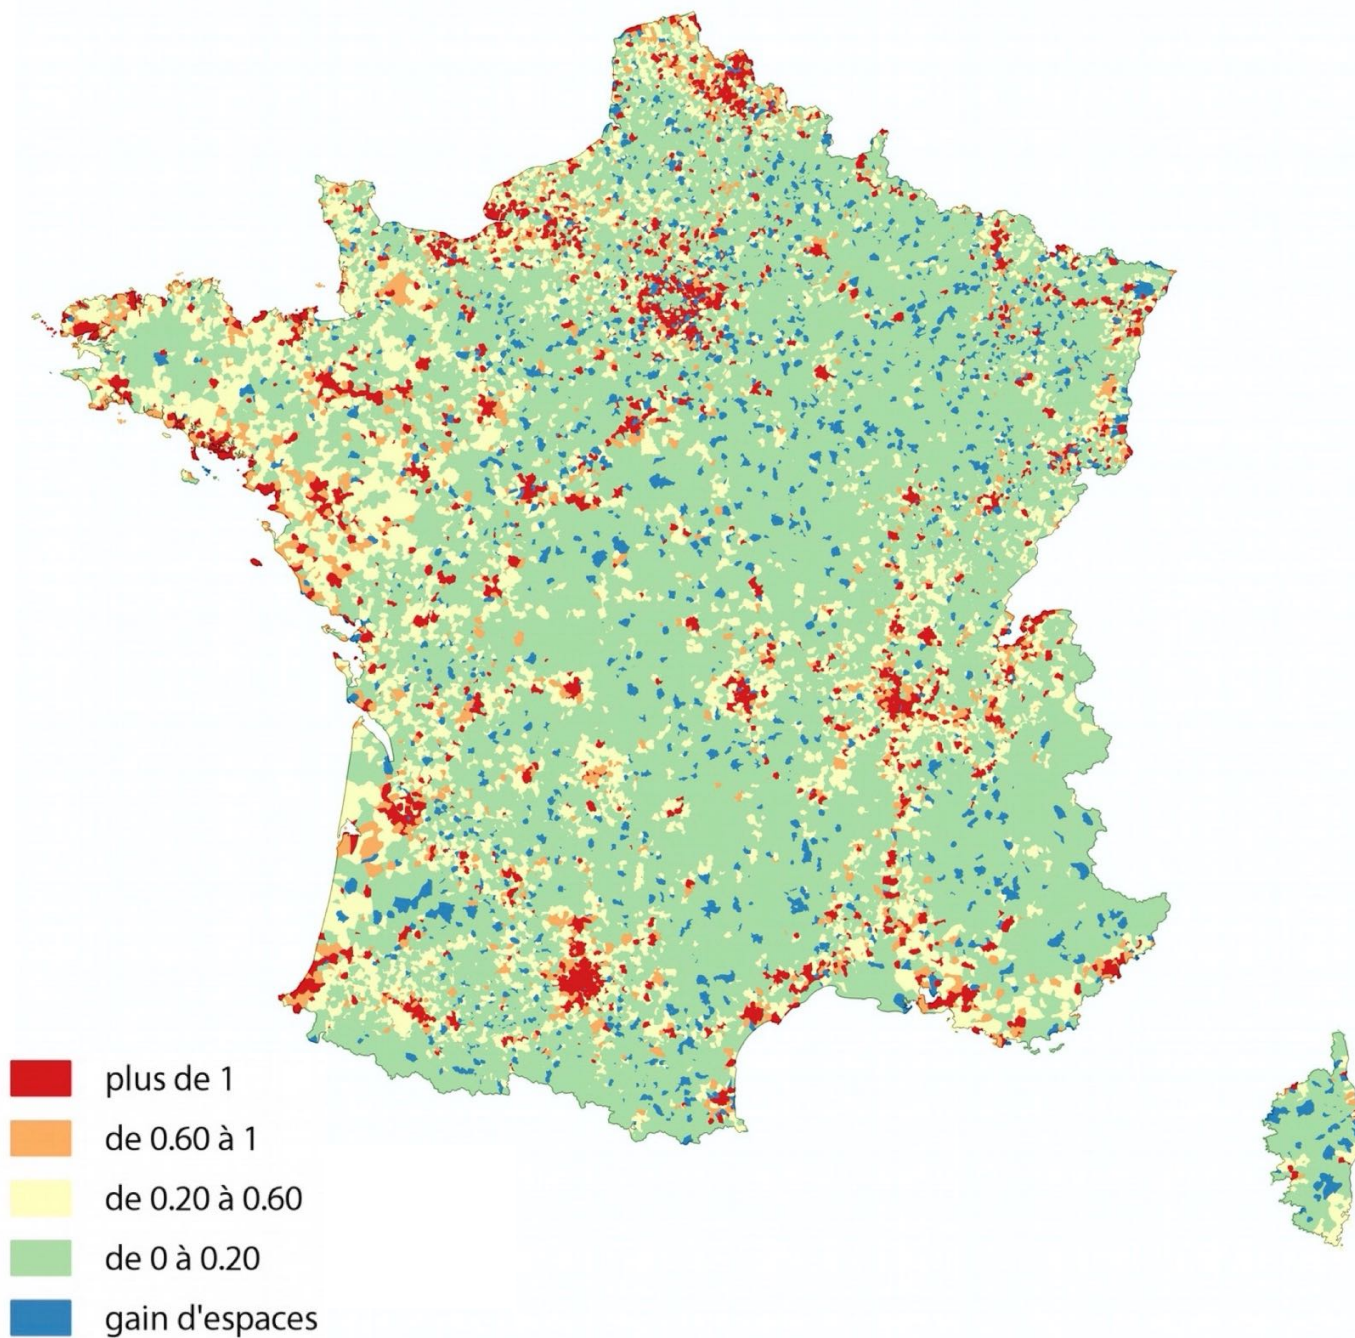 plus de 1
de 0.60 à 1
de 0.20 à 0.60
de 0 à 0.20
gain d'espaces